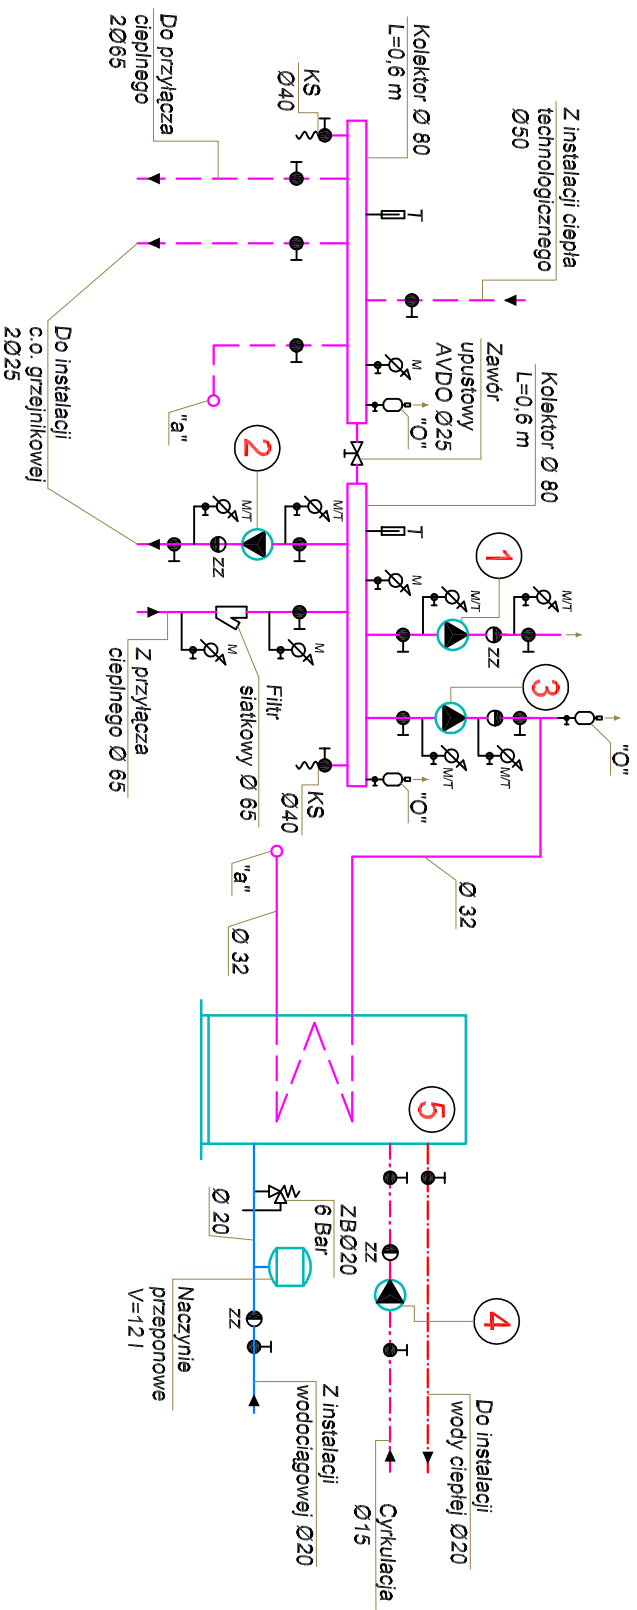 Do przyłącza
cieplnego
2Ø65
KS
Ø40
Kolektor Ø 80
L=0,6 m
Z instalacji ciepła
technologicznego
Ø50
T
M
"O"
Zawór
upustowy
AVDO Ø25
Kolektor Ø 80
L=0,6 m
Do instalacji
c.o. grzejnikowej
2Ø25
"a"
2
M/T
M/T
zz
T
M
1
M/T
M/T
zz
3
M/T
M/T
"O"
"O"
M
M
Z przyłącza
cieplnego Ø 65
Filtr
siatkowy Ø 65
KS
Ø40
"a"
Ø 32
Ø 32
5
ZBØ20
6 Bar
Ø 20
Naczynie
przeponowe
V=12 l
zz
zz
4
Z instalacji
wodociągowej Ø20
Cyrkulacja
Ø15
Do instalacji
wody ciepłej Ø20